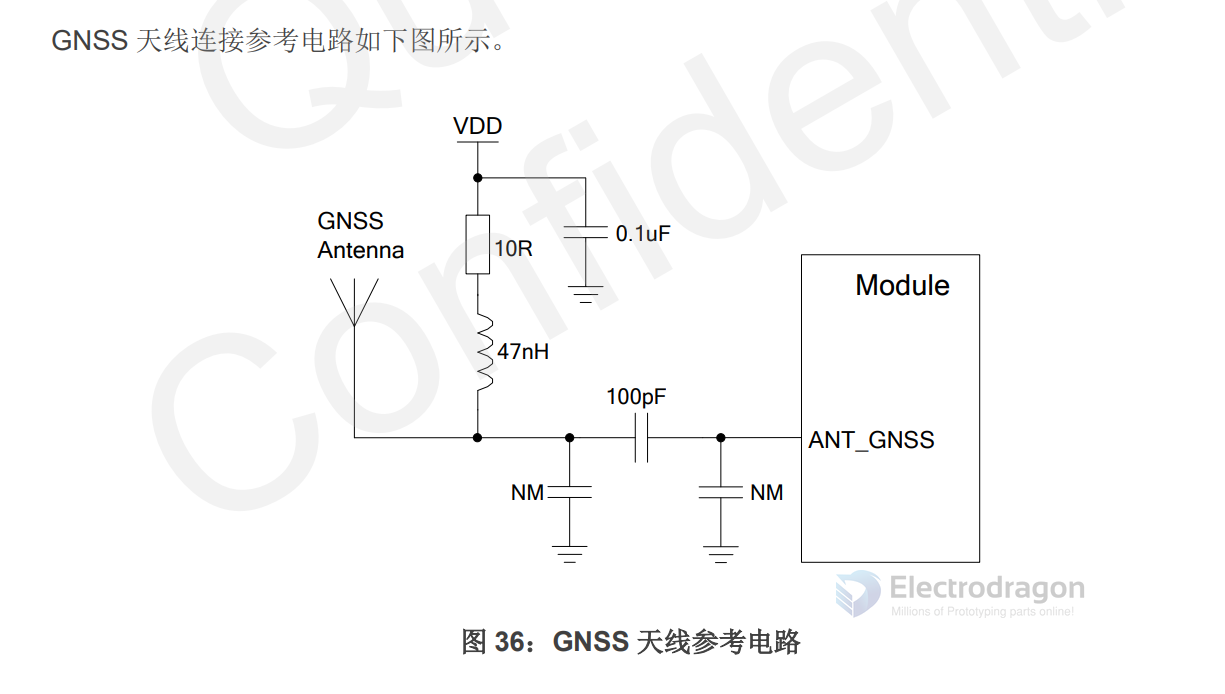 GNSS 天线连接参考电路如下图所示。
VDD
GNSS
Antenna
10R
0.1uF
47nH
100pF
Module
ANT_GNSS
NM
NM
Electrodragon
Millions of Prototyping parts online!
图 36：GNSS 天线参考电路
Qu
Confidenti